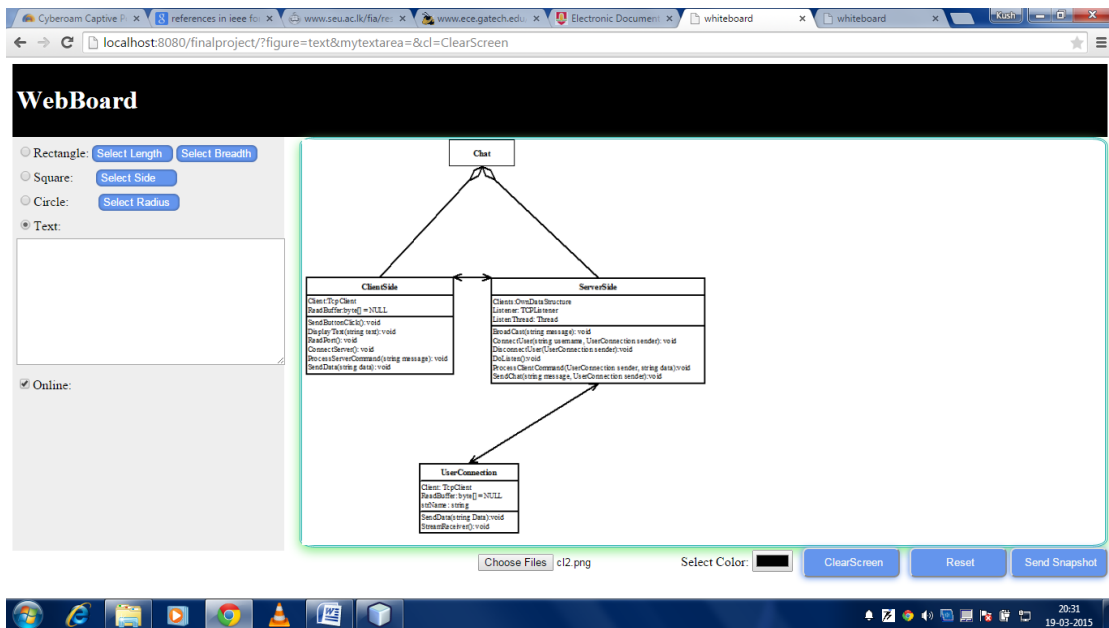 Cyberoam Captive P
references in ieee for
www.seu.ac.lk/fia/res
www.ece.gatech.edu
Electronic Document
whiteboard
whiteboard
Kush
localhost:8080/finalproject/?figure=text&mytextarea=&cl=ClearScreen
WebBoard
Rectangle: Select Length Select Breadth
Square: Select Side
Circle: Select Radius
Text:
Online:
Chat
ClientSide
Client:TcpClient
ReadBuffer:byte[] = NULL
SendButtonClick(): void
DisplayText(string text): void
ReadPort(): void
ConnectServer(): void
ProcessServerCommand(string message): void
SendData(string data): void
ServerSide
Clients:OwnDataStructure
Listener: TCPListener
ListenThread: Thread
BroadCast(string message): void
ConnectUser(string username, UserConnection sender): void
DisconnectUser(UserConnection sender):void
DoListen():void
ProcessClientCommand(UserConnection sender, string data):void
SendChat(string message, UserConnection sender):void
UserConnection
Client: TcpClient
ReadBuffer: byte[] = NULL
strName: string
SendData(string Data):void
StreamReceiver(): void
Choose Files cl2.png
Select Color:
ClearScreen
Reset
Send Snapshot
20:31
19-03-2015